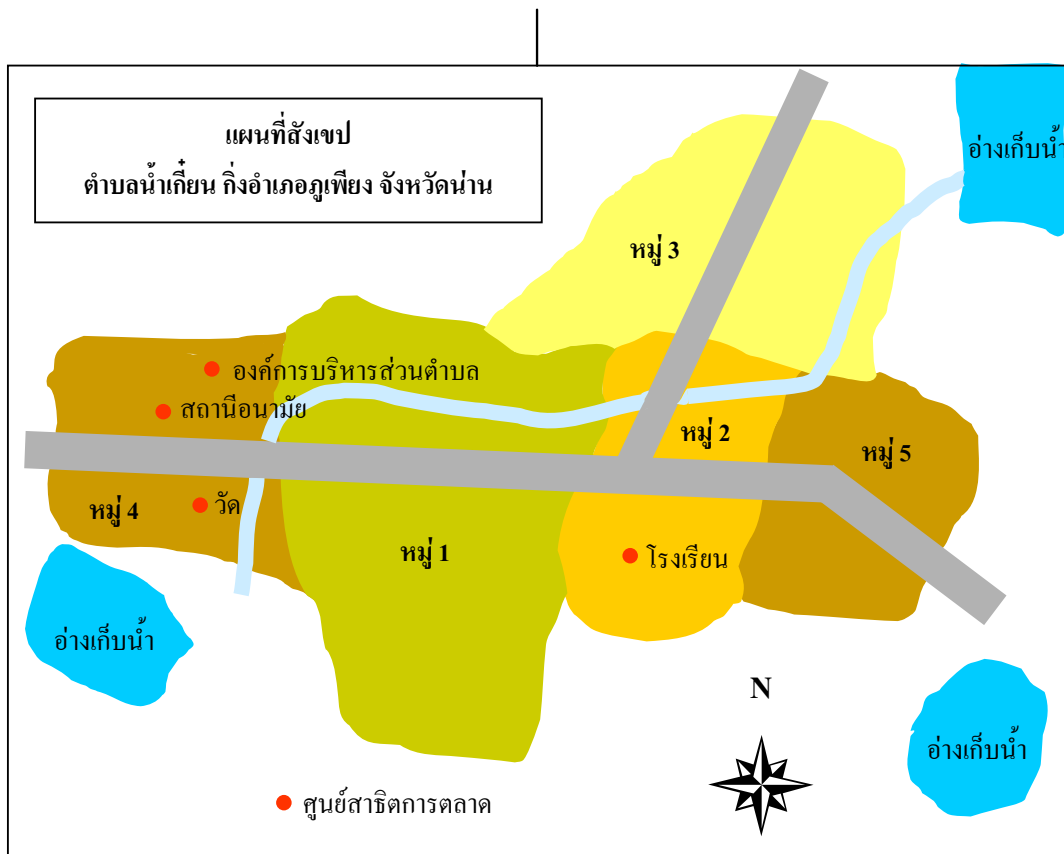 แผนที่สังเขป
ตำบลน้ำเกี๋ยน กิ่งอำเภอภูเพียง จังหวัดน่าน
อ่างเก็บน้ำ
หมู่ 3
องค์การบริหารส่วนตำบล
สถานีอนามัย
หมู่ 2
หมู่ 5
วัด
หมู่ 4
หมู่ 1
โรงเรียน
อ่างเก็บน้ำ
N
อ่างเก็บน้ำ
ศูนย์สาธิตการตลาด